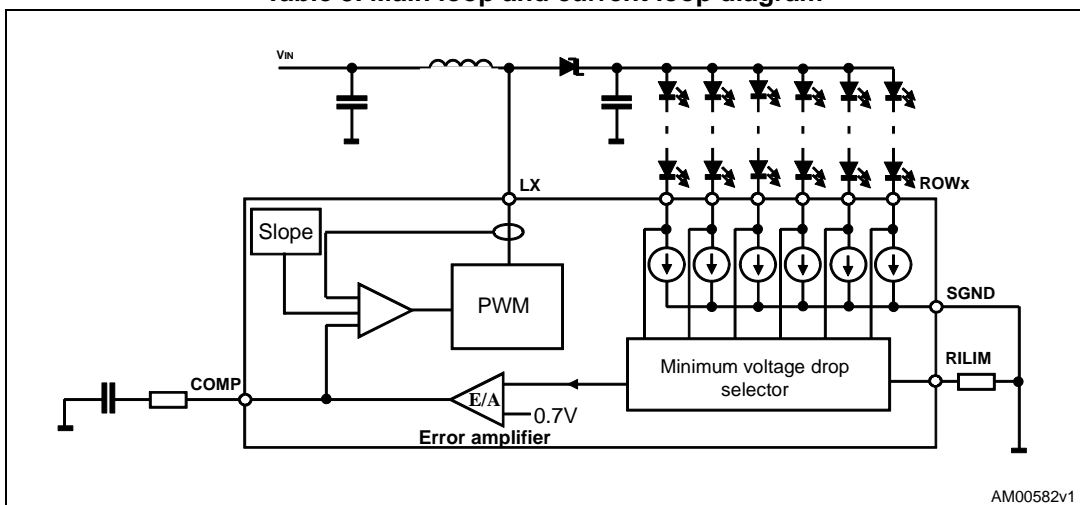 Table Main loop and current loop diagram
VIN
LX
ROWx
Slope
PWM
SGND
Minimum voltage drop
selector
RILIM
COMP
E/A
0.7V
Error amplifier
AM00582v1